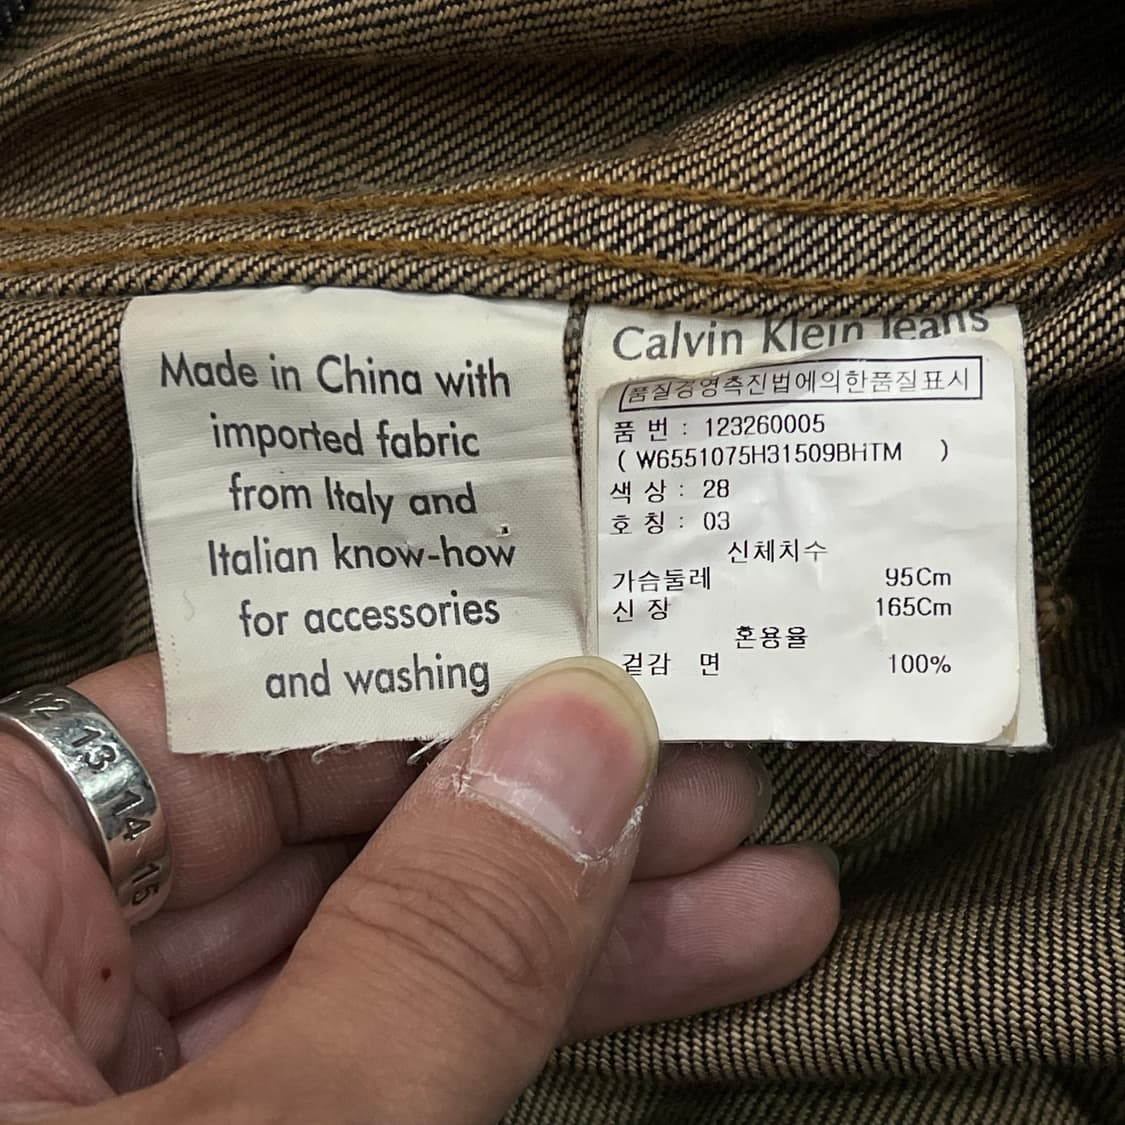 Made in China with
imported fabric
from Italy and
Italian know-how
for accessories
and washing
Calvin Klein Jeans
품질경영촉진법에의한품질표시
품 번 : 123260005
( W6551075H31509BHTM )
색 상 : 28
호 칭 : 03
신체치수
가슴둘레 95Cm
신 장 165Cm
혼용율
겉감 면 100%
13
14
15